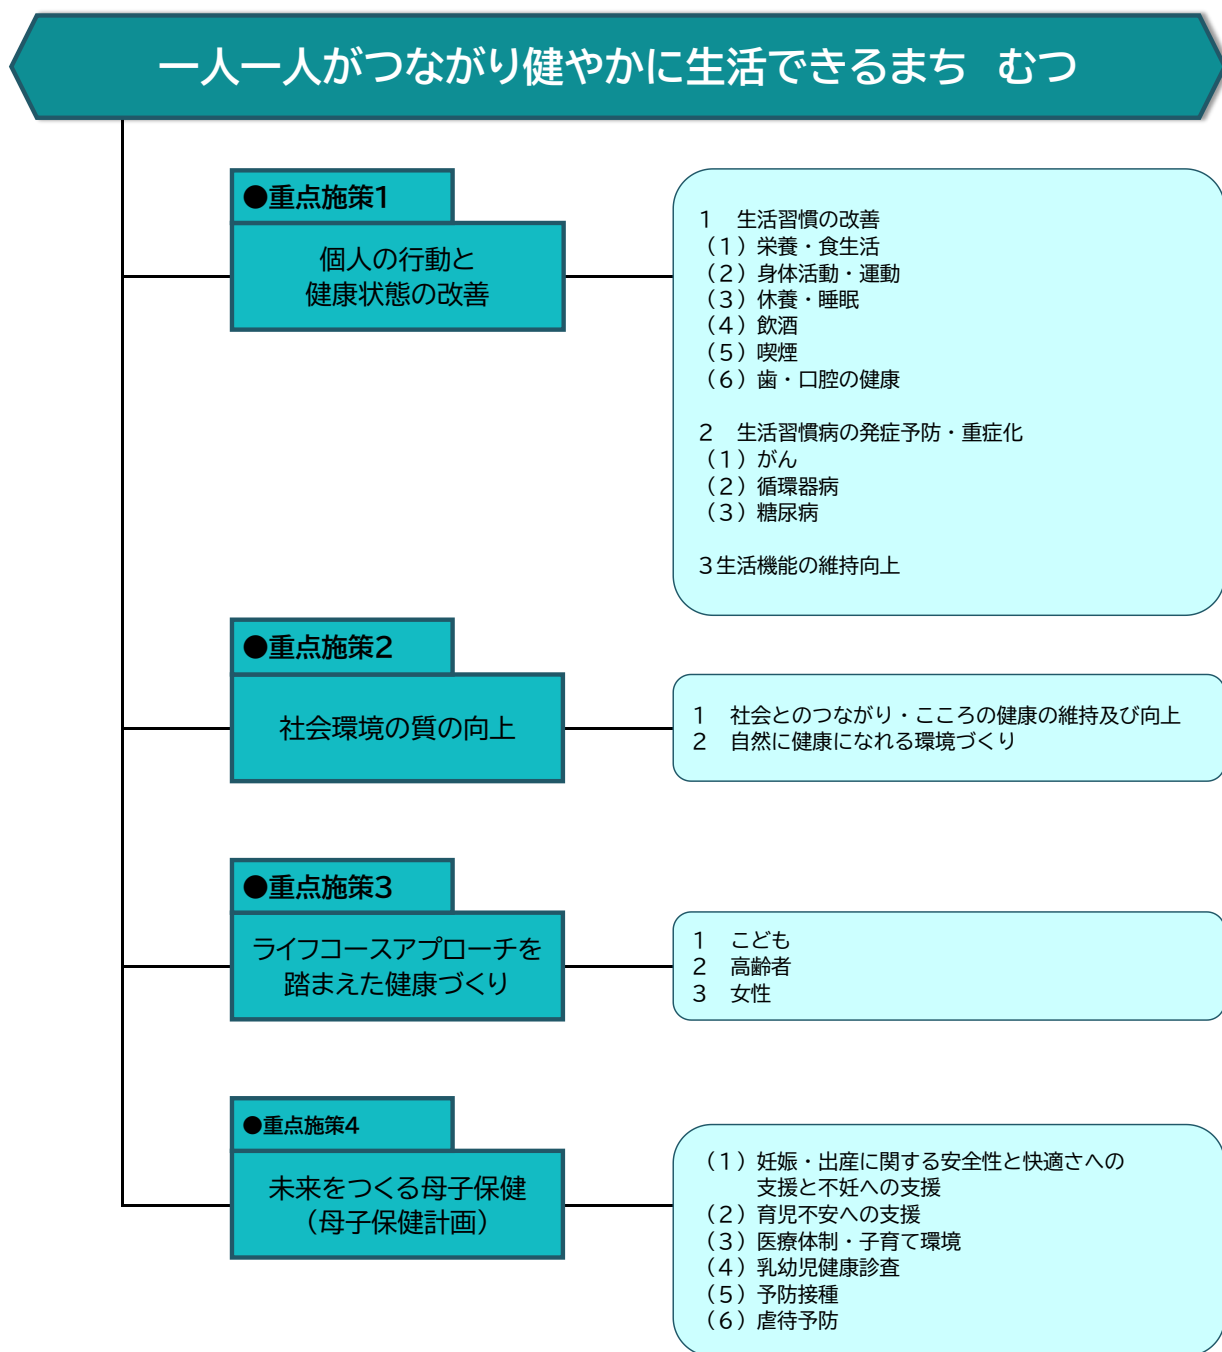 一人一人がつながり健やかに生活できるまち　むつ
●重点施策1
個人の行動と
健康状態の改善
１　生活習慣の改善
（１）栄養・食生活
（２）身体活動・運動
（３）休養・睡眠
（４）飲酒
（５）喫煙
（６）歯・口腔の健康
２　生活習慣病の発症予防・重症化
（１）がん
（２）循環器病
（３）糖尿病
３生活機能の維持向上
●重点施策2
社会環境の質の向上
１　社会とのつながり・こころの健康の維持及び向上
２　自然に健康になれる環境づくり
●重点施策3
ライフコースアプローチを
踏まえた健康づくり
１　こども
２　高齢者
３　女性
●重点施策4
未来をつくる母子保健
（母子保健計画）
（１）妊娠・出産に関する安全性と快適さへの
支援と不妊への支援
（２）育児不安への支援
（３）医療体制・子育て環境
（４）乳幼児健康診査
（５）予防接種
（６）虐待予防